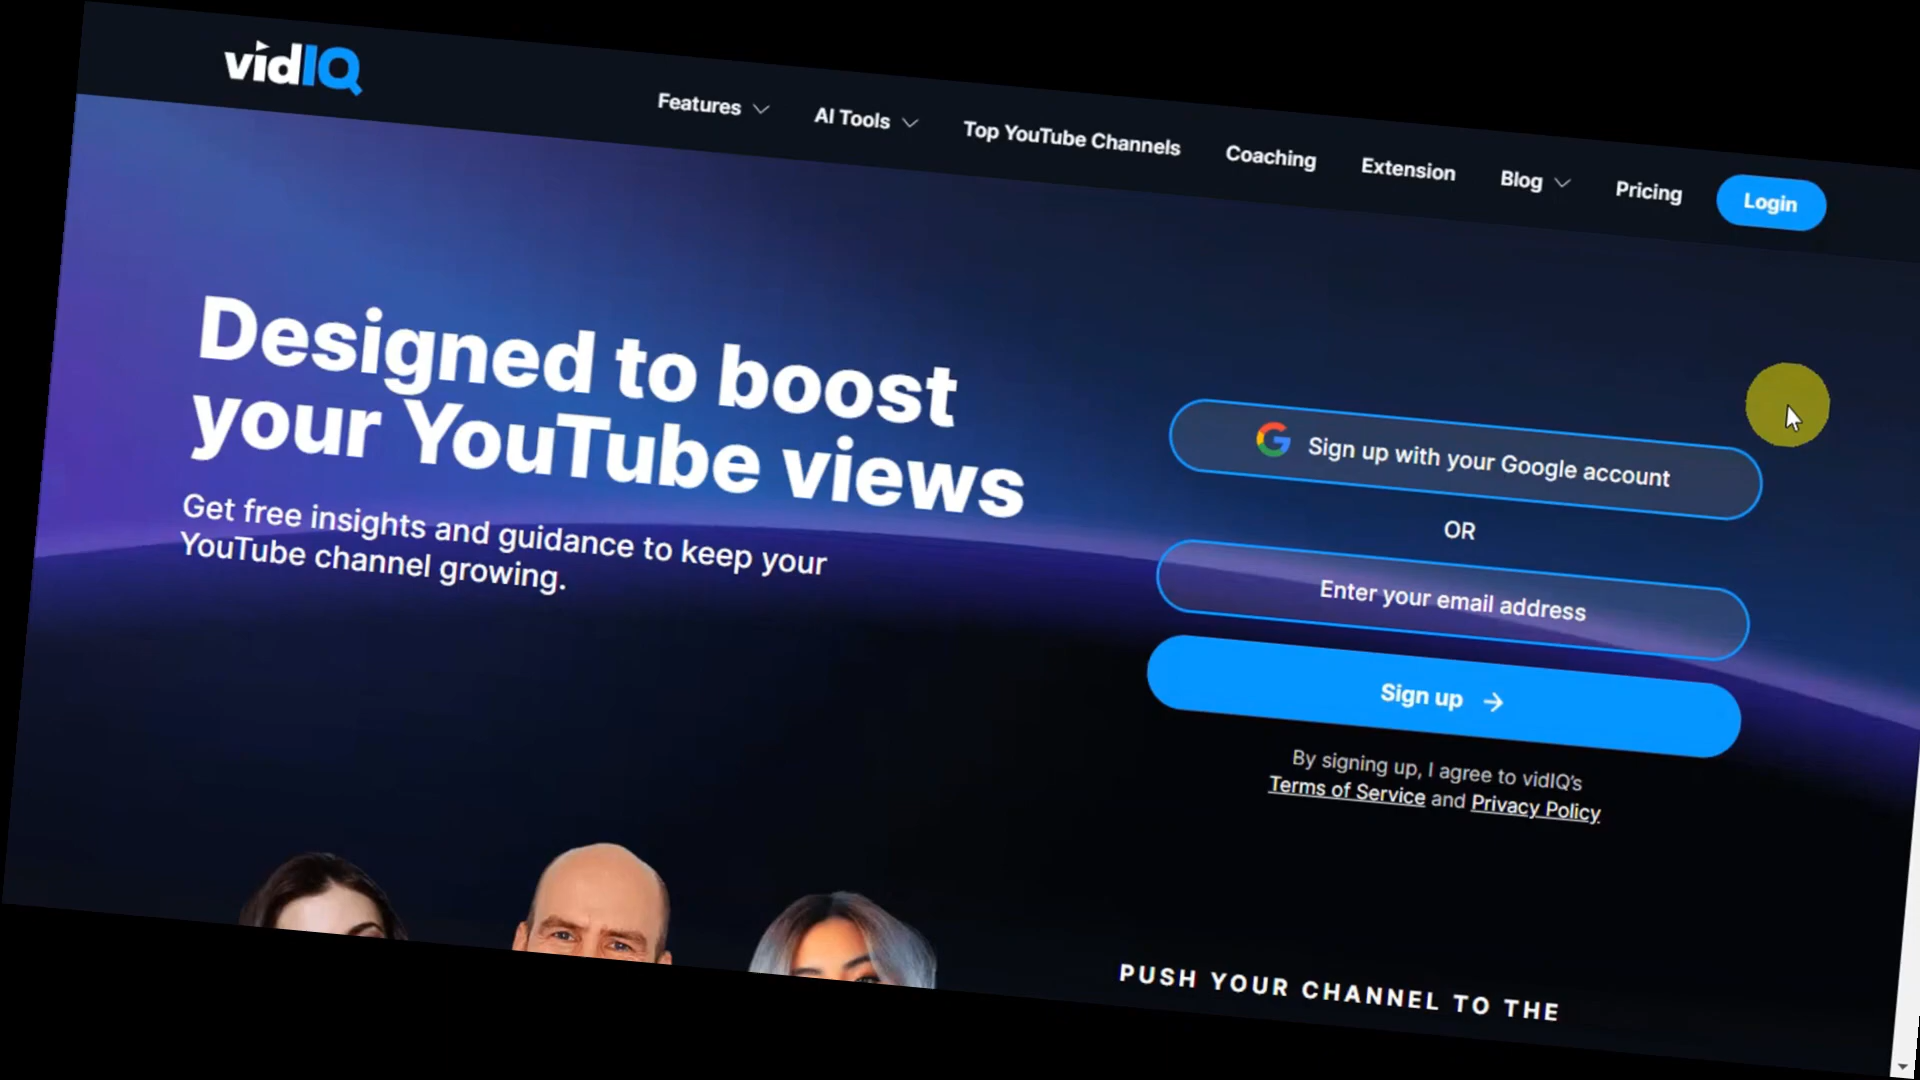 vidIQ
Features
AI Tools
Top YouTube Channels
Coaching
Extension
Blog
Pricing
Login
Designed to boost
your YouTube views
Get free insights and guidance to keep your
YouTube channel growing.
Sign up with your Google account
OR
Enter your email address
Sign up
By signing up, I agree to vidIQ's
Terms of Service and Privacy Policy
PUSH YOUR CHANNEL TO THE